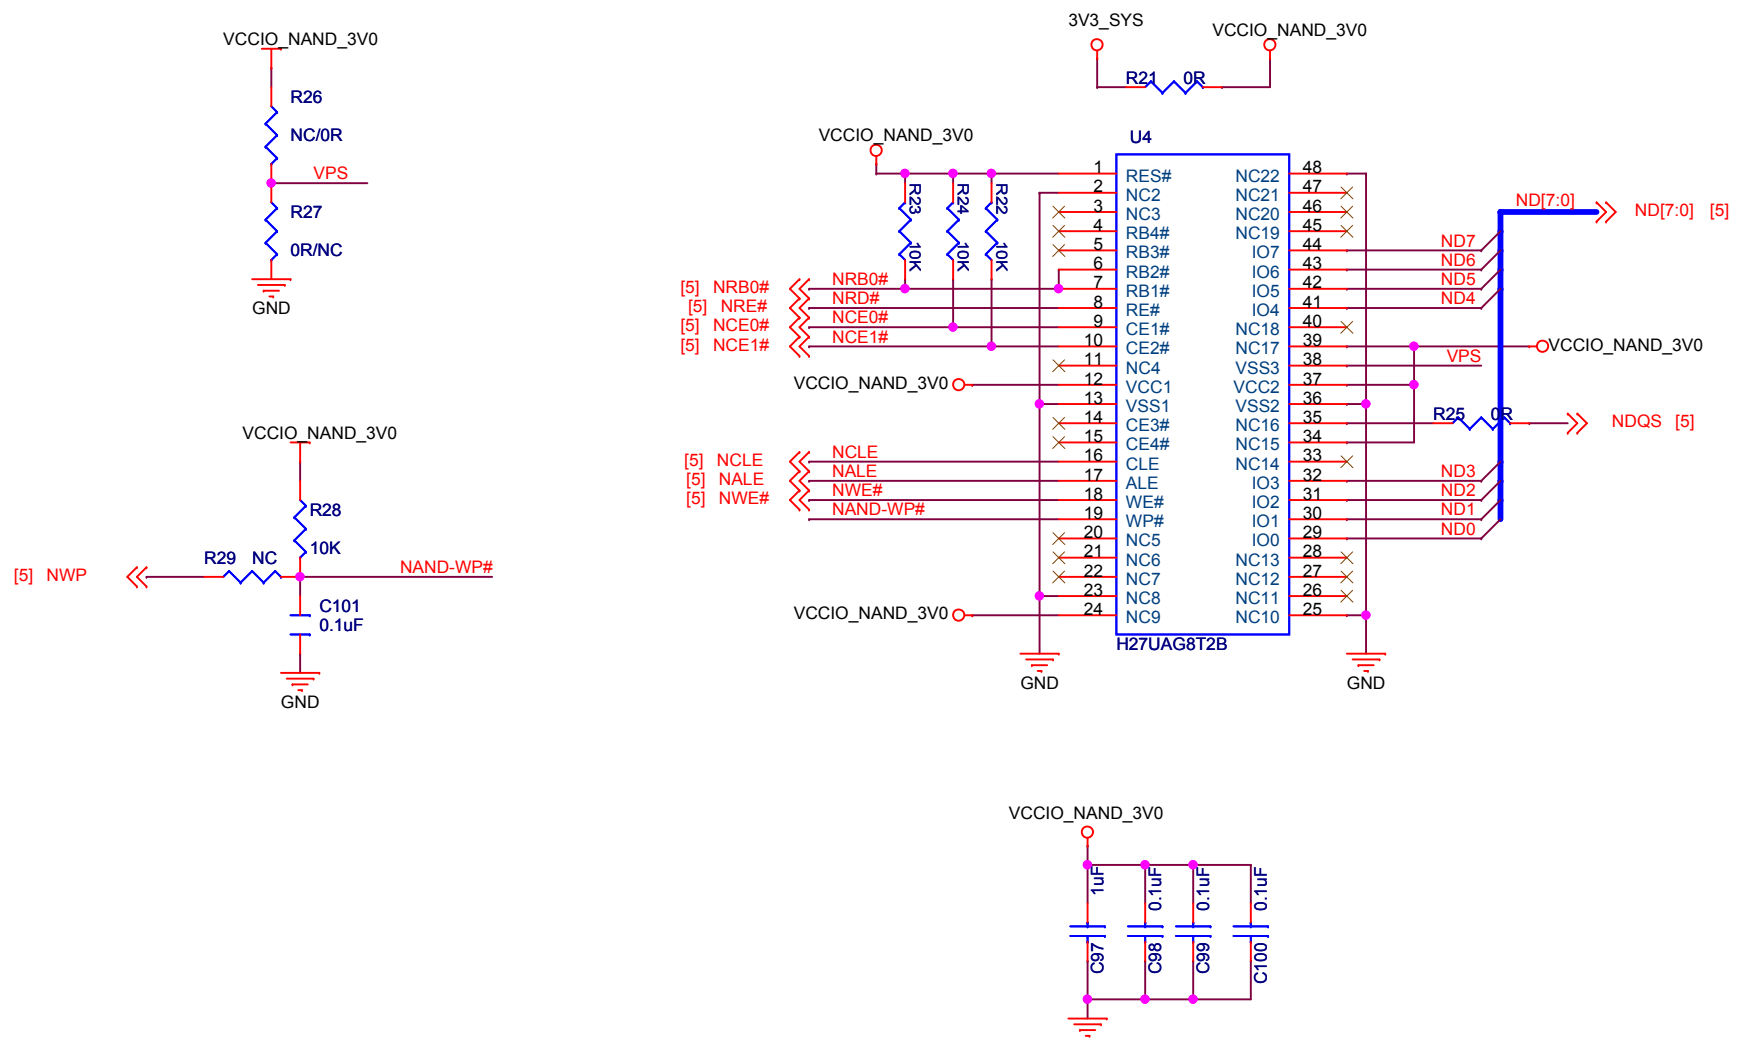 VCCIO_NAND_3V0
R26
NC/0R
VPS
R27
0R/NC
GND
VCCIO_NAND_3V0
R28
10K
R29 NC
[5] NWP
NAND-WP#
C101
0.1uF
GND
3V3_SYS
VCCIO_NAND_3V0
R21 0R
VCCIO_NAND_3V0
U4
R23
10K
R24
10K
R22
10K
[5] NRB0# NRB0#
[5] NRE# NRD#
[5] NCE0# NCE0#
[5] NCE1# NCE1#
VCCIO_NAND_3V0
[5] NCLE NCLE
[5] NALE NALE
[5] NWE# NWE#
NAND-WP#
VCCIO_NAND_3V0
GND
1 RES# NC22 48
2 NC2 NC21 47
3 NC3 NC20 46
4 RB4# NC19 45
5 RB3# IO7 44
6 RB2# IO6 43
7 RB1# IO5 42
8 RE# IO4 41
9 CE1# NC18 40
10 CE2# NC17 39
11 NC4 VSS3 38
12 VCC1 VCC2 37
13 VSS1 VSS2 36
14 CE3# NC16 35
15 CE4# NC15 34
16 CLE NC14 33
17 ALE IO3 32
18 WE# IO2 31
19 WP# IO1 30
20 NC5 IO0 29
21 NC6 NC13 28
22 NC7 NC12 27
23 NC8 NC11 26
24 NC9 NC10 25
H27UAG8T2B
GND
ND[7:0]
ND[7:0] [5]
ND7
ND6
ND5
ND4
VCCIO_NAND_3V0
VPS
R25 0R
NDQS [5]
ND3
ND2
ND1
ND0
VCCIO_NAND_3V0
1uF
C97
0.1uF
C98
0.1uF
C99
0.1uF
C100